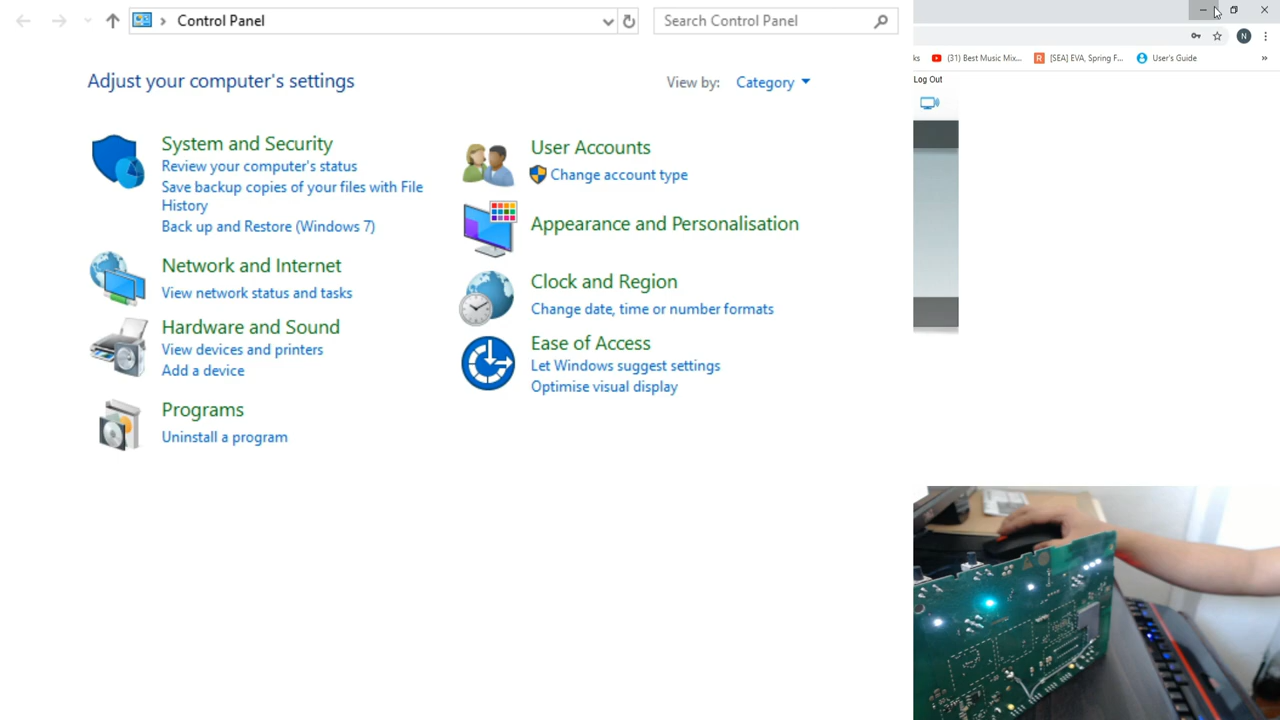 Control Panel
Search Control Panel
Adjust your computer's settings
View by: Category
System and Security
Review your computer's status
Save backup copies of your files with File
History
Back up and Restore (Windows 7)
Network and Internet
View network status and tasks
Hardware and Sound
View devices and printers
Add a device
Programs
Uninstall a program
User Accounts
Change account type
Appearance and Personalisation
Clock and Region
Change date, time or number formats
Ease of Access
Let Windows suggest settings
Optimise visual display
N
ks (31) Best Music Mix... R [SEA] EVA, Spring F... User's Guide »
Log Out